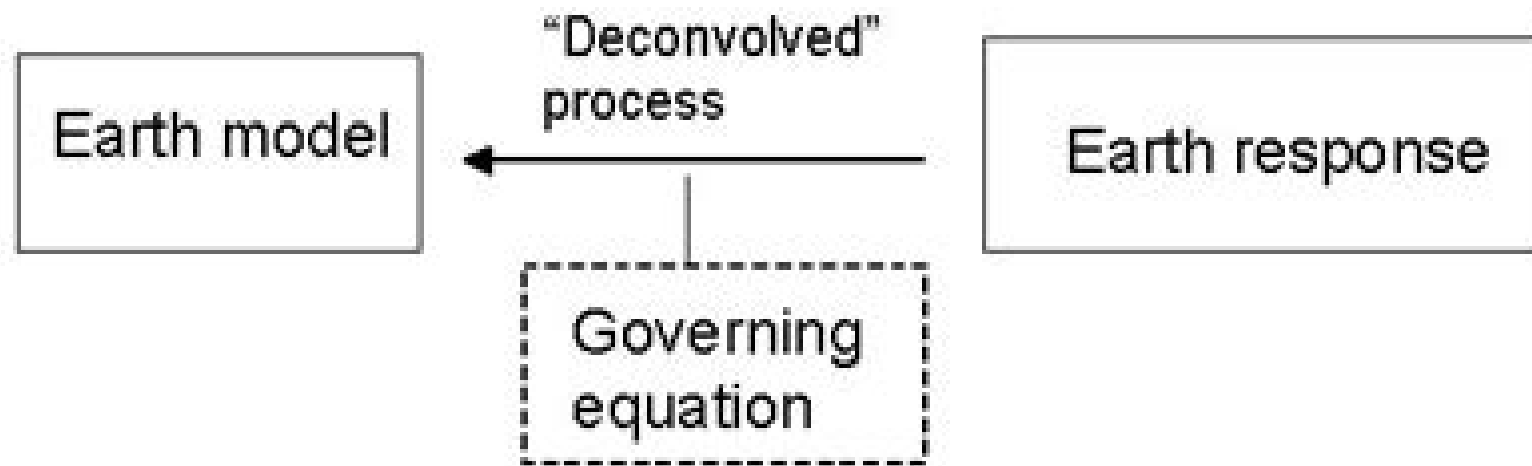 “Deconvolved”
process
Earth model
Earth response
Governing
equation